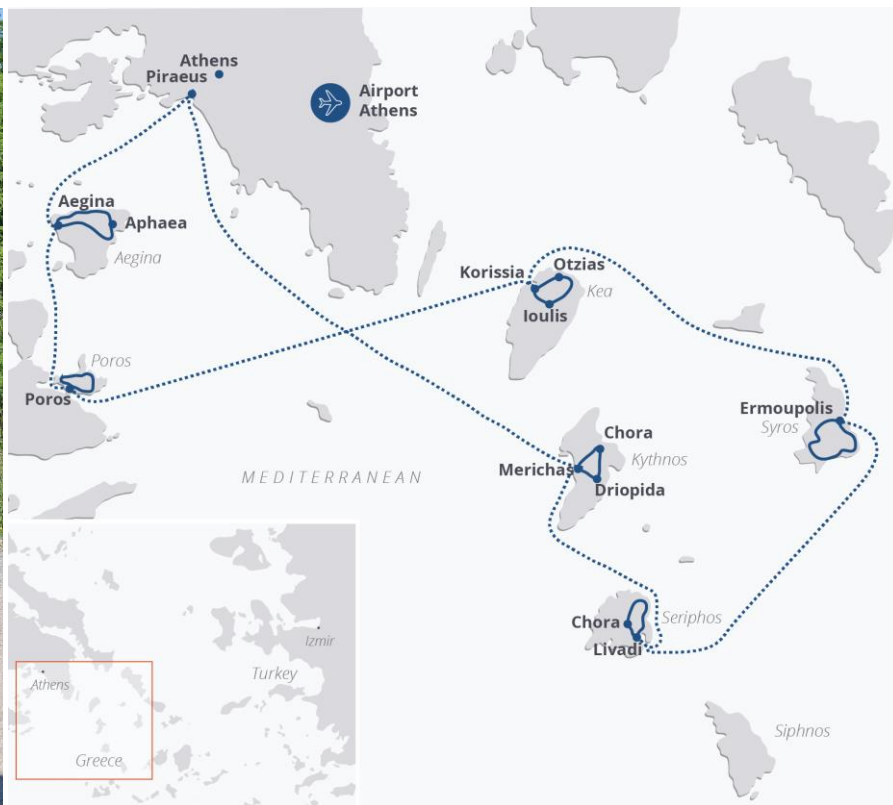 Athens
Piraeus
Airport
Athens
Aegina
Aphaea
Aegina
Korissia
Otzias
Kea
Ioulis
Poros
Poros
Ermoupolis
Syros
Chora
Kythnos
Merichas
Driopida
MEDITERRANEAN
Chora
Seriphos
Livadi
Siphnos
Izmir
Turkey
Athens
Greece